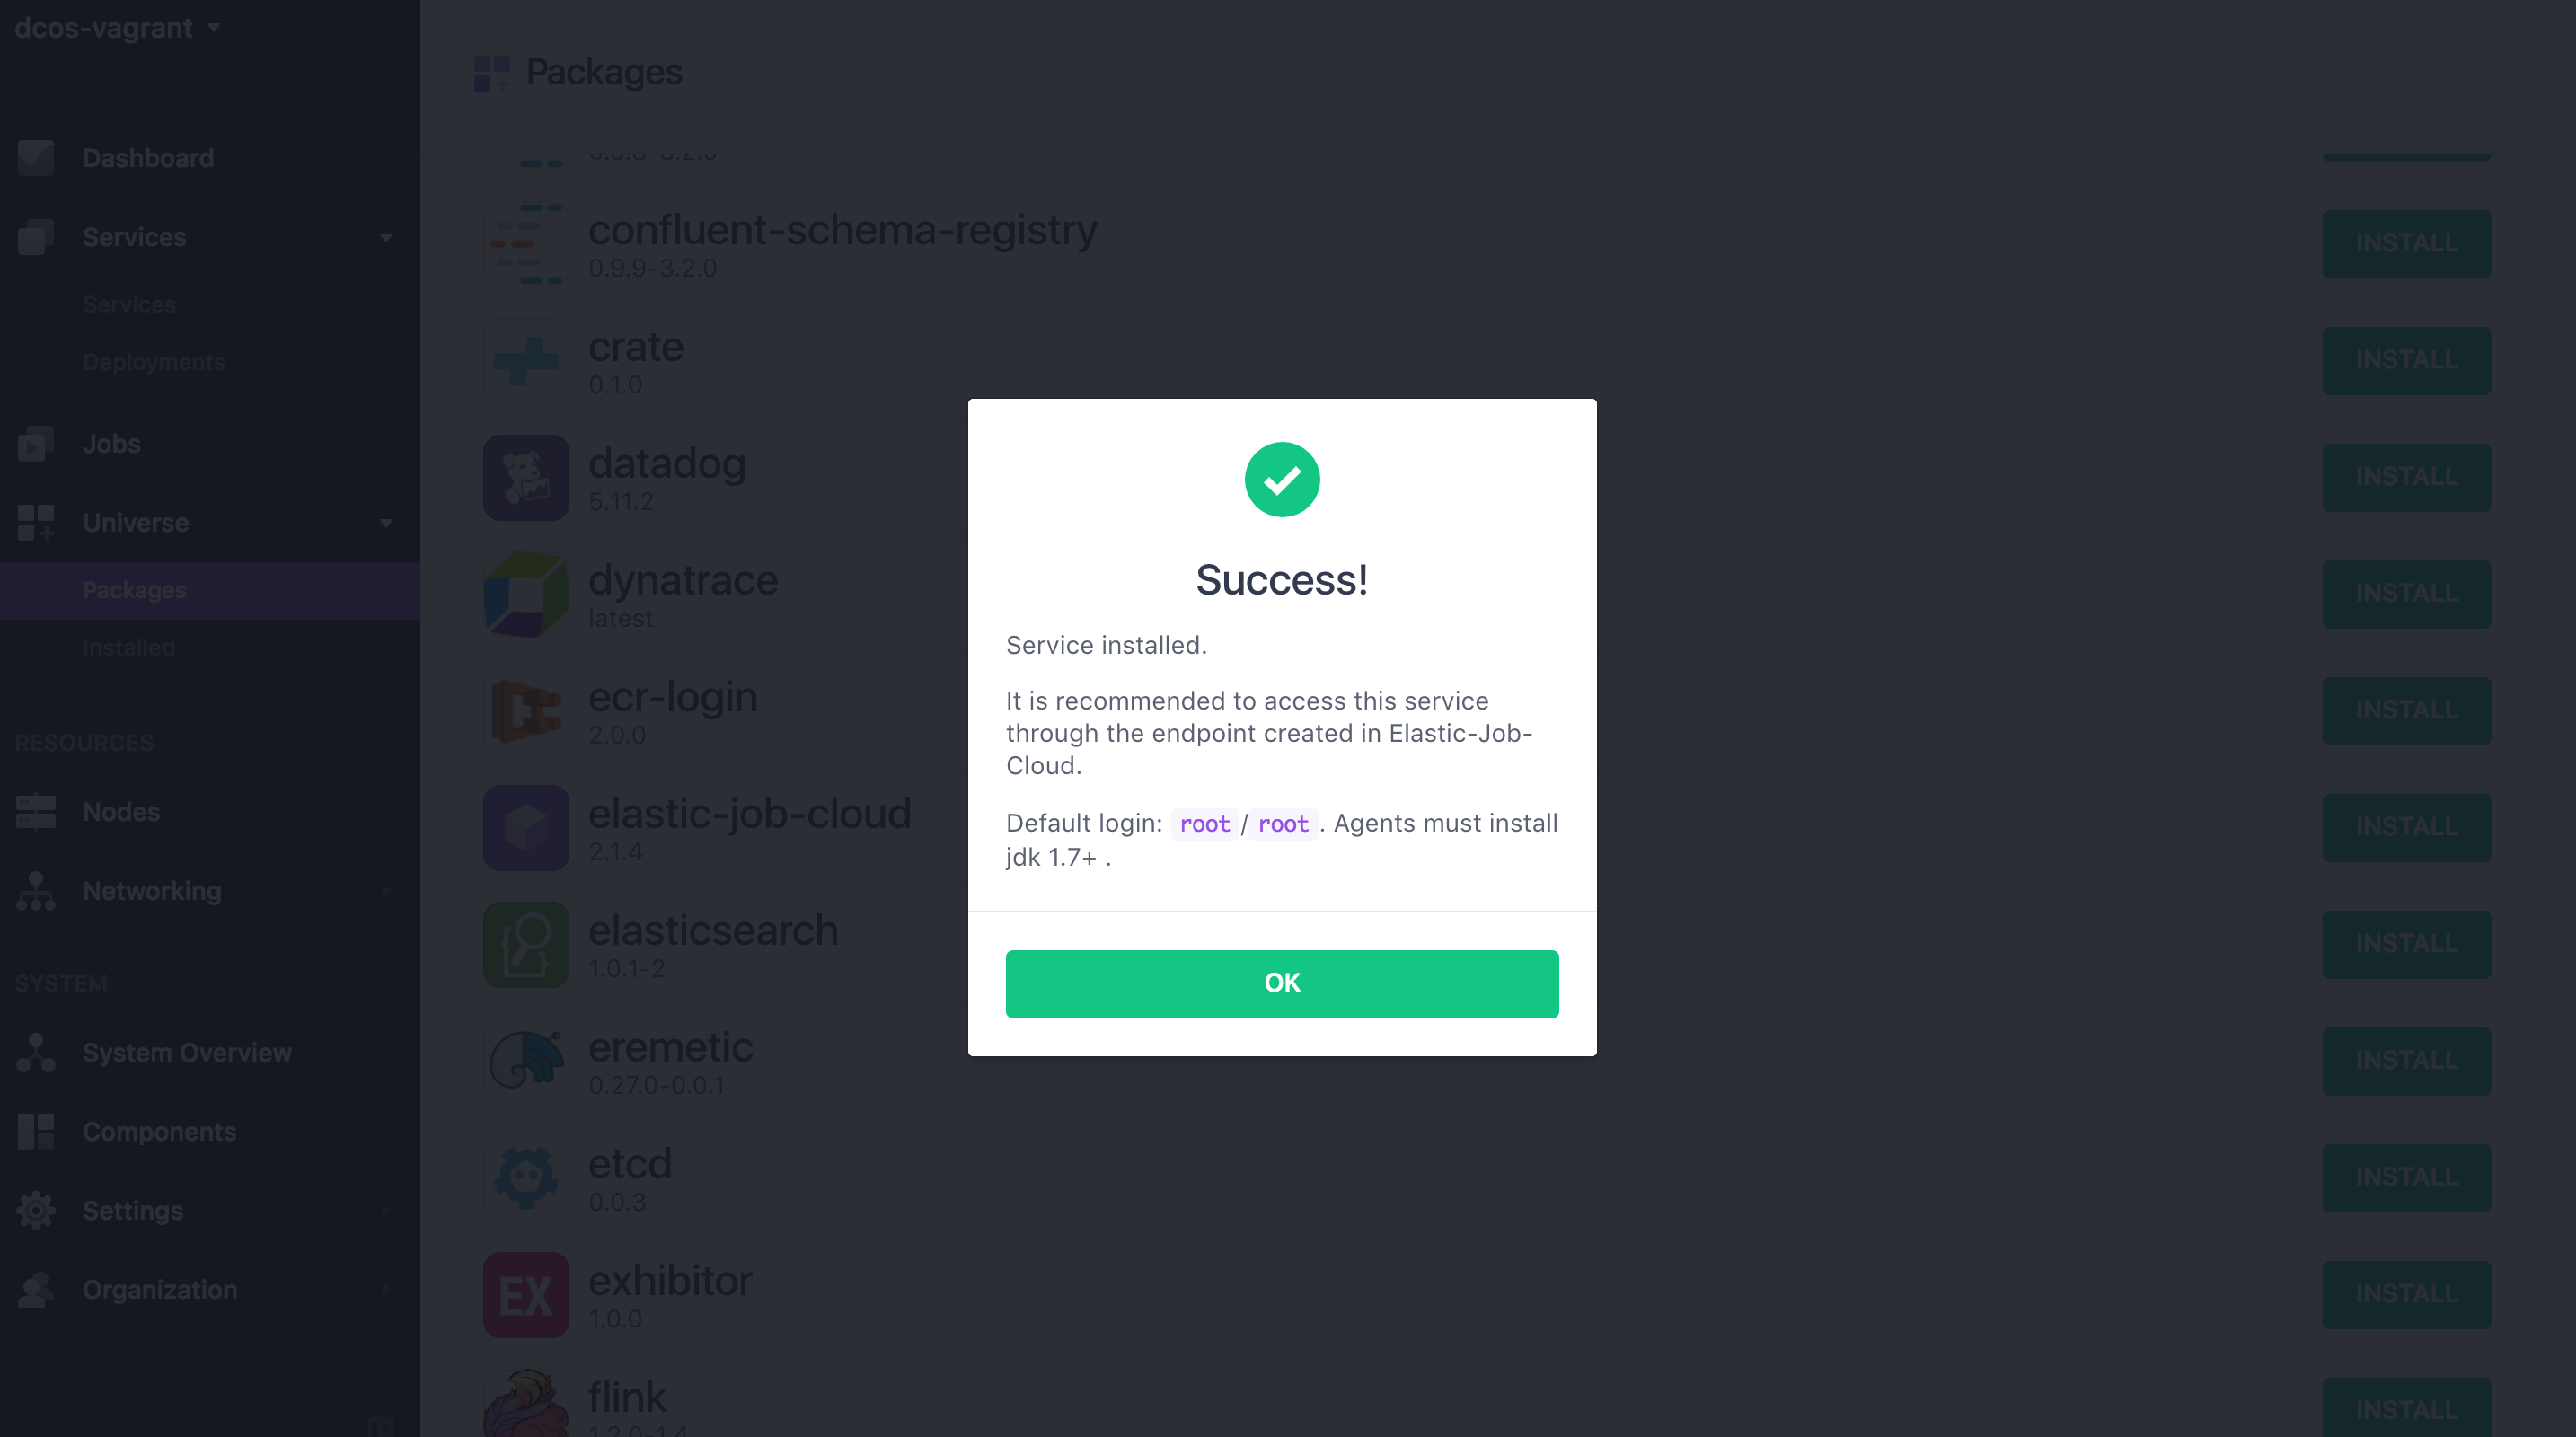 dcos-vagrant
Dashboard
Services
Services
Deployments
Jobs
Universe
Packages
Installed
RESOURCES
Nodes
Networking
SYSTEM
System Overview
Components
Settings
Organization
Packages
confluent-schema-registry
0.9.9-3.2.0
INSTALL
crate
0.1.0
INSTALL
datadog
5.11.2
INSTALL
dynatrace
latest
INSTALL
ecr-login
2.0.0
INSTALL
elastic-job-cloud
2.1.4
INSTALL
elasticsearch
1.0.1-2
INSTALL
eremetic
0.27.0-0.0.1
INSTALL
etcd
0.0.3
INSTALL
EX
exhibitor
1.0.0
INSTALL
flink
INSTALL
Success!
Service installed.
It is recommended to access this service
through the endpoint created in Elastic-Job-
Cloud.
Default login: root/root. Agents must install
jdk 1.7+ .
OK